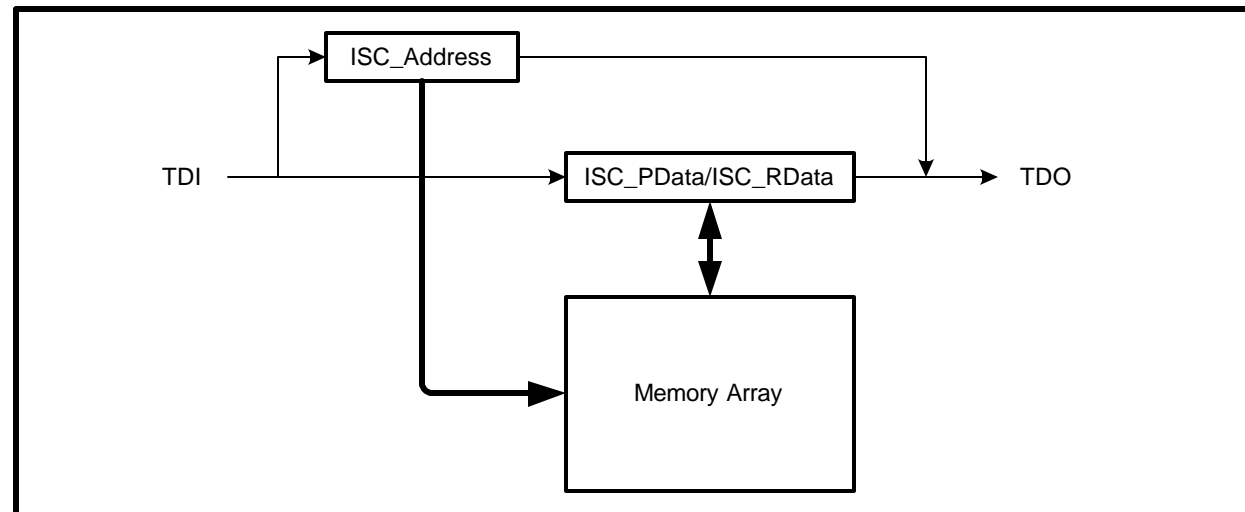 ISC_Address
TDI
ISC_PData/ISC_RData
TDO
Memory Array